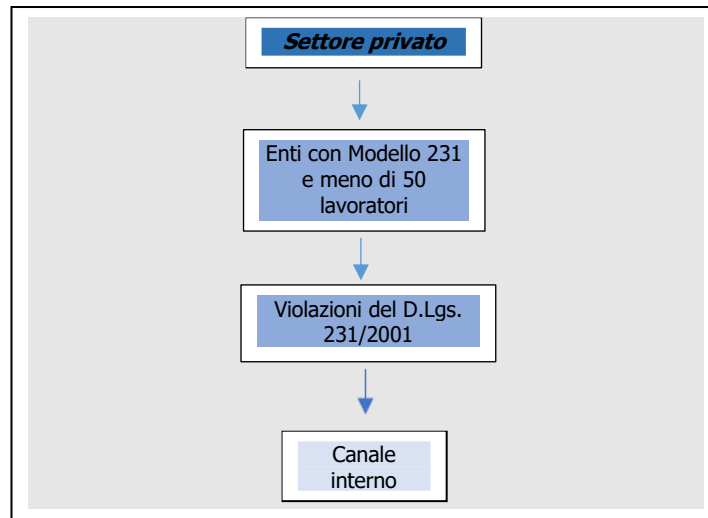 Settore privato
Enti con Modello 231
e meno di 50
lavoratori
Violazioni del D.Lgs.
231/2001
Canale
interno